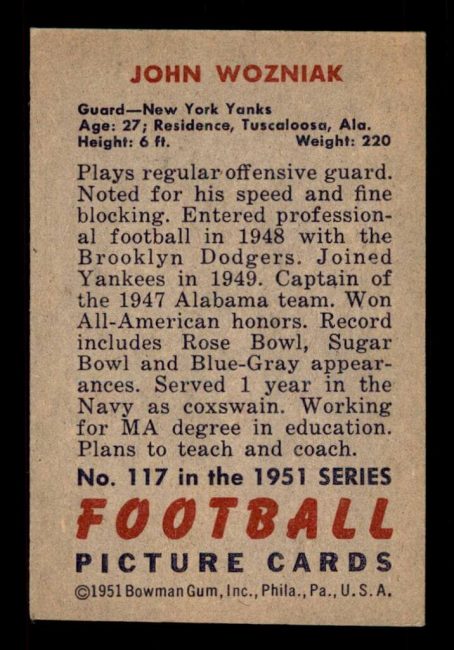 JOHN WOZNIAK
Guard—New York Yanks
Age: 27; Residence, Tuscaloosa, Ala.
Height: 6 ft. Weight: 220
Plays regular offensive guard.
Noted for his speed and fine
blocking. Entered profession-
al football in 1948 with the
Brooklyn Dodgers. Joined
Yankees in 1949. Captain of
the 1947 Alabama team. Won
All-American honors. Record
includes Rose Bowl, Sugar
Bowl and Blue-Gray appear-
ances. Served 1 year in the
Navy as coxswain. Working
for MA degree in education.
Plans to teach and coach.
No. 117 in the 1951 SERIES
FOOTBALL
PICTURE CARDS
©1951 Bowman Gum, Inc., Phila., Pa., U.S.A.